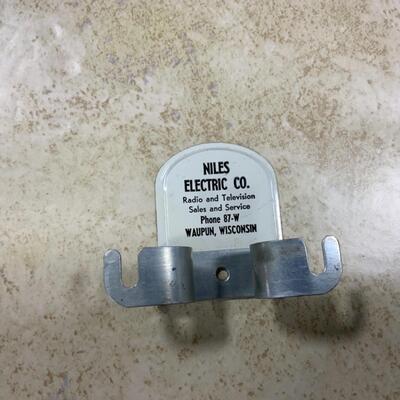 NILES
ELECTRIC CO.
Radio and Television
Sales and Service
Phone 87-W
WAUPUN, WISCONSIN